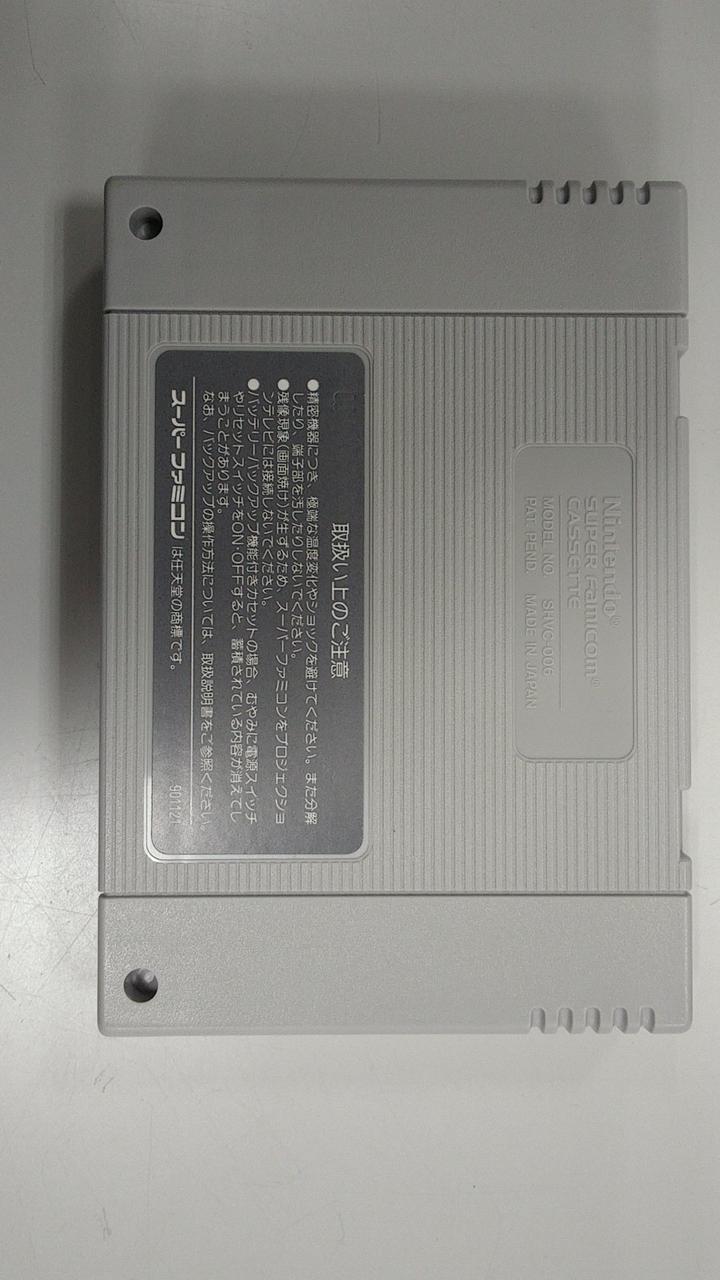 Nintendo®
SUPER FAMICOM®
CASSETTE
MODEL NO. SHVC-006
PAT. PEND. MADE IN JAPAN
取扱い上のご注意
●精密機器につき、極端な温度変化やショックを避けてください。また分解
したり、端子部を汚したりしないでください。
●残像現象(画面焼け)が生ずるため、スーパーファミコンをプロジェクショ
ンテレビには接続しないでください。
●バッテリーバックアップ機能付きカセットの場合、むやみに電源スイッチ
やリセットスイッチをON・OFFすると、蓄積されている内容が消えてし
まうことがあります。
なお、バックアップの操作方法については、取扱説明書をご参照ください。
スーパーファミコン は任天堂の商標です。 901121